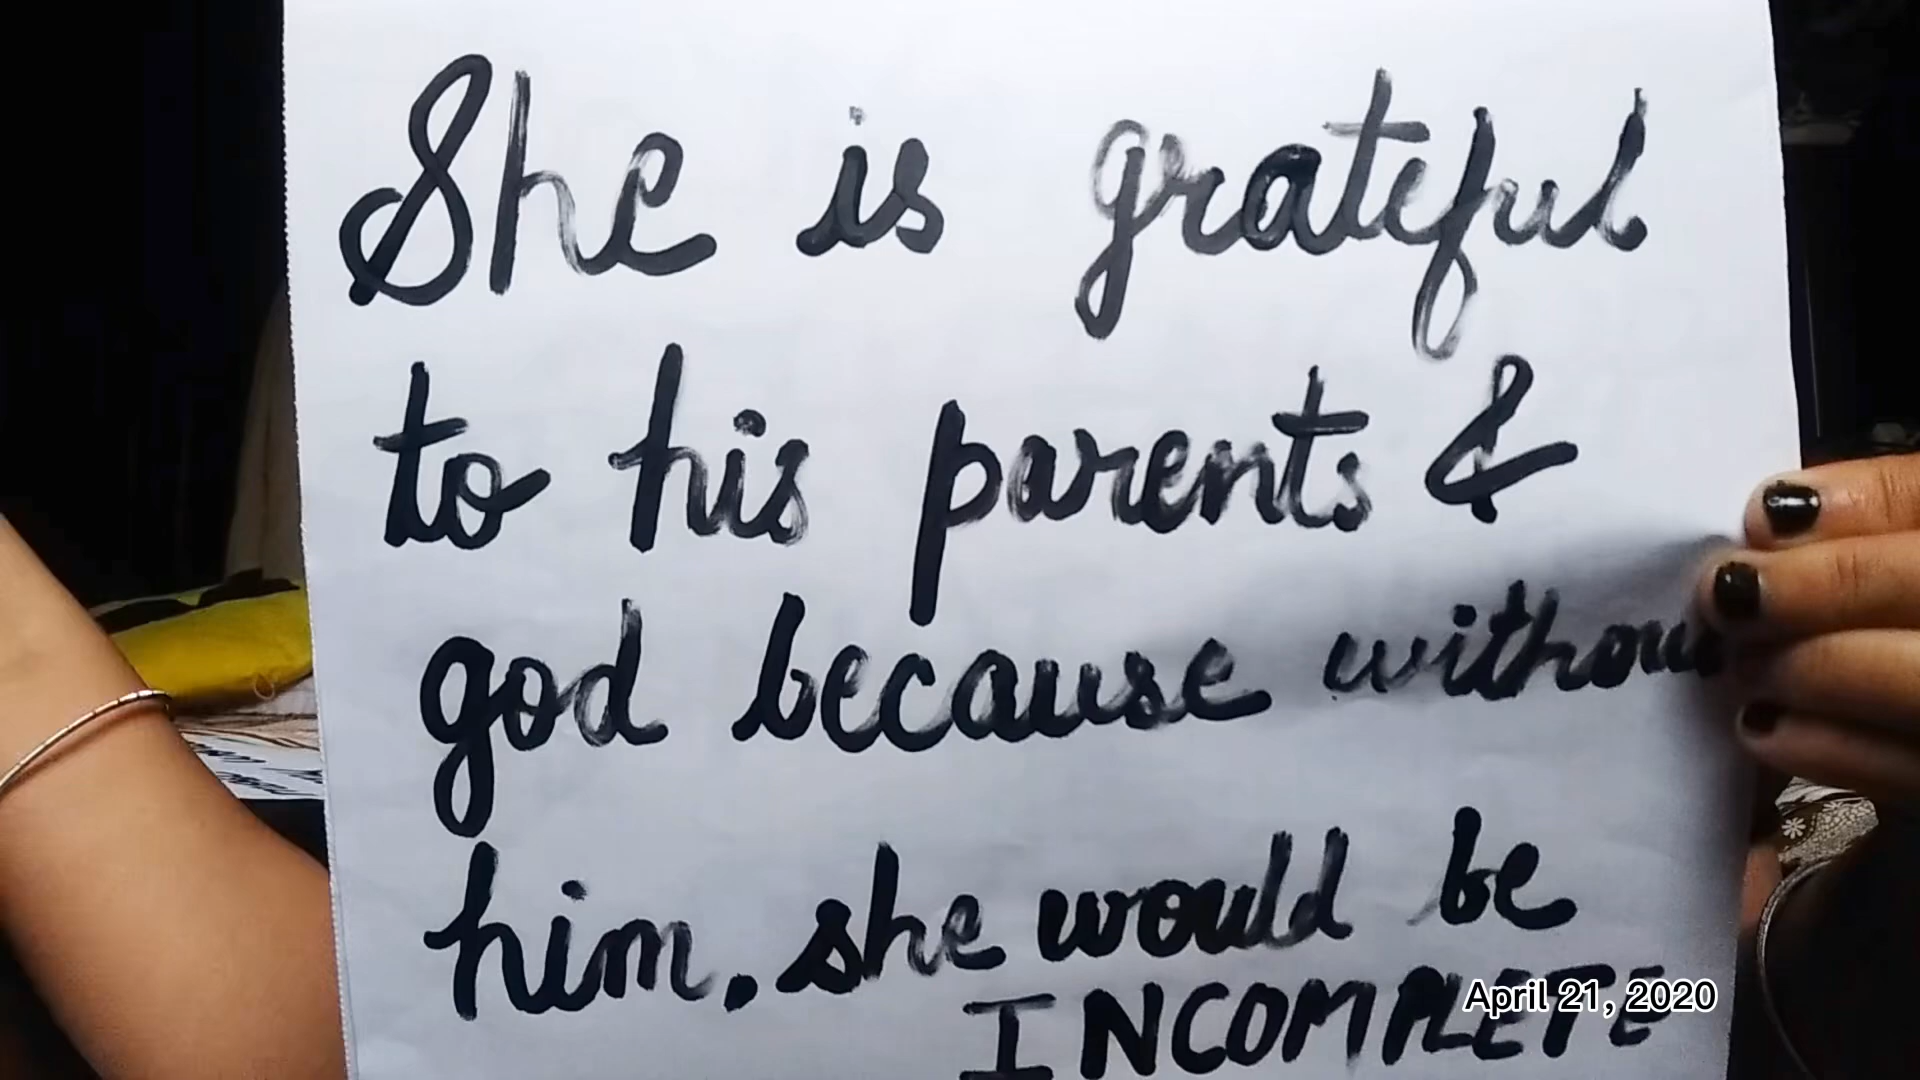 She is grateful
to his parents &
god because without
him, she would be
INCOMPLETE
April 21, 2020